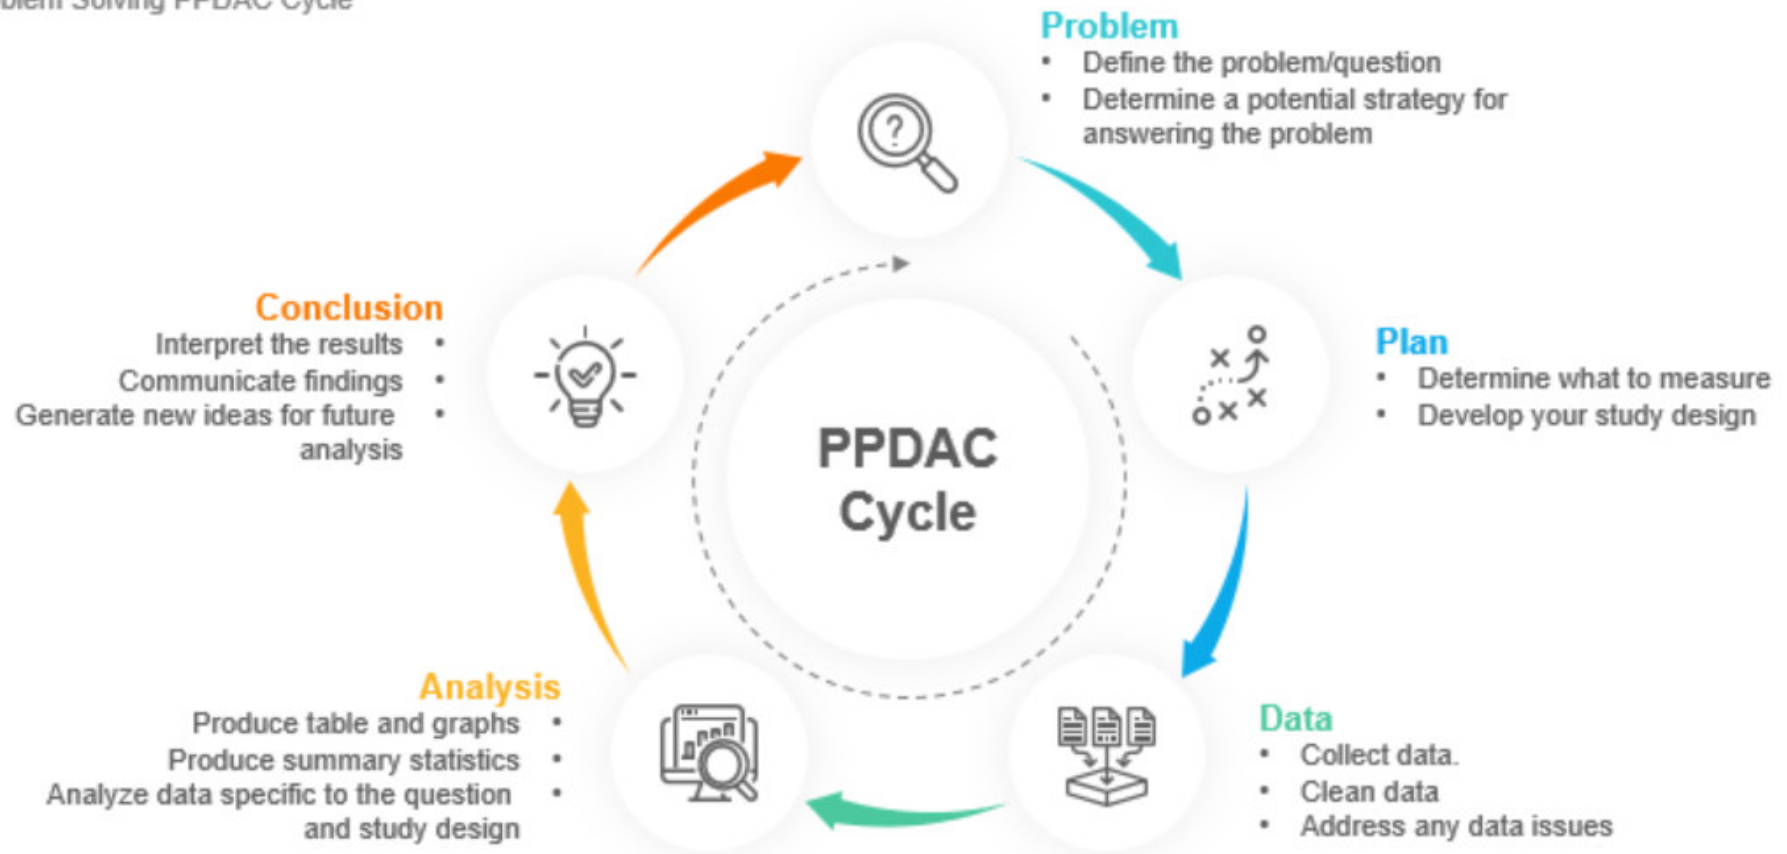 Solving PPDAC Cycle
Problem
• Define the problem/question
• Determine a potential strategy for
answering the problem
Plan
• Determine what to measure
• Develop your study design
Data
• Collect data.
• Clean data
• Address any data issues
Analysis
Produce table and graphs •
Produce summary statistics •
Analyze data specific to the question •
and study design
Conclusion
Interpret the results •
Communicate findings •
Generate new ideas for future •
analysis
PPDAC
Cycle
?